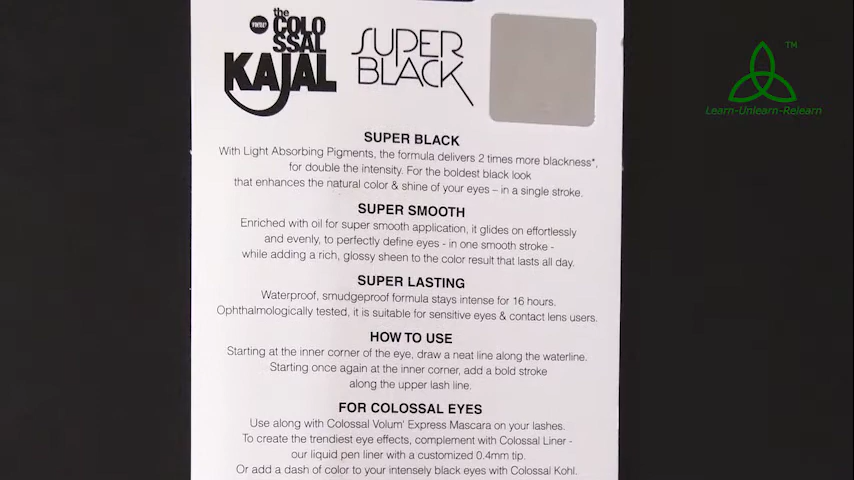 the
COLO
SSAL
KAJAL
SUPER
BLACK
TM
Learn-Unlearn-Relearn
SUPER BLACK
With Light Absorbing Pigments, the formula delivers 2 times more blackness*,
for double the intensity. For the boldest black look
that enhances the natural color & shine of your eyes – in a single stroke.
SUPER SMOOTH
Enriched with oil for super smooth application, it glides on effortlessly
and evenly, to perfectly define eyes - in one smooth stroke -
while adding a rich, glossy sheen to the color result that lasts all day.
SUPER LASTING
Waterproof, smudgeproof formula stays intense for 16 hours.
Ophthalmologically tested, it is suitable for sensitive eyes & contact lens users.
HOW TO USE
Starting at the inner corner of the eye, draw a neat line along the waterline.
Starting once again at the inner corner, add a bold stroke
along the upper lash line.
FOR COLOSSAL EYES
Use along with Colossal Volum' Express Mascara on your lashes.
To create the trendiest eye effects, complement with Colossal Liner -
our liquid pen liner with a customized 0.4mm tip.
Or add a dash of color to your intensely black eyes with Colossal Kohl.